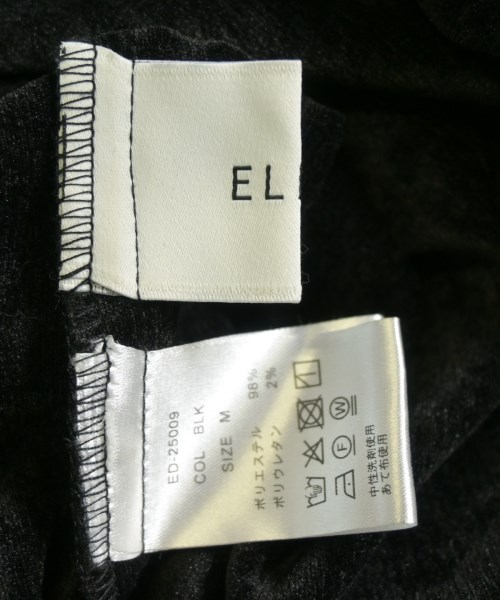 EL
ED-25009
COL BLK
SIZE M
ポリエステル 98%
ポリウレタン 2%
F W
中性洗剤使用
あて布使用